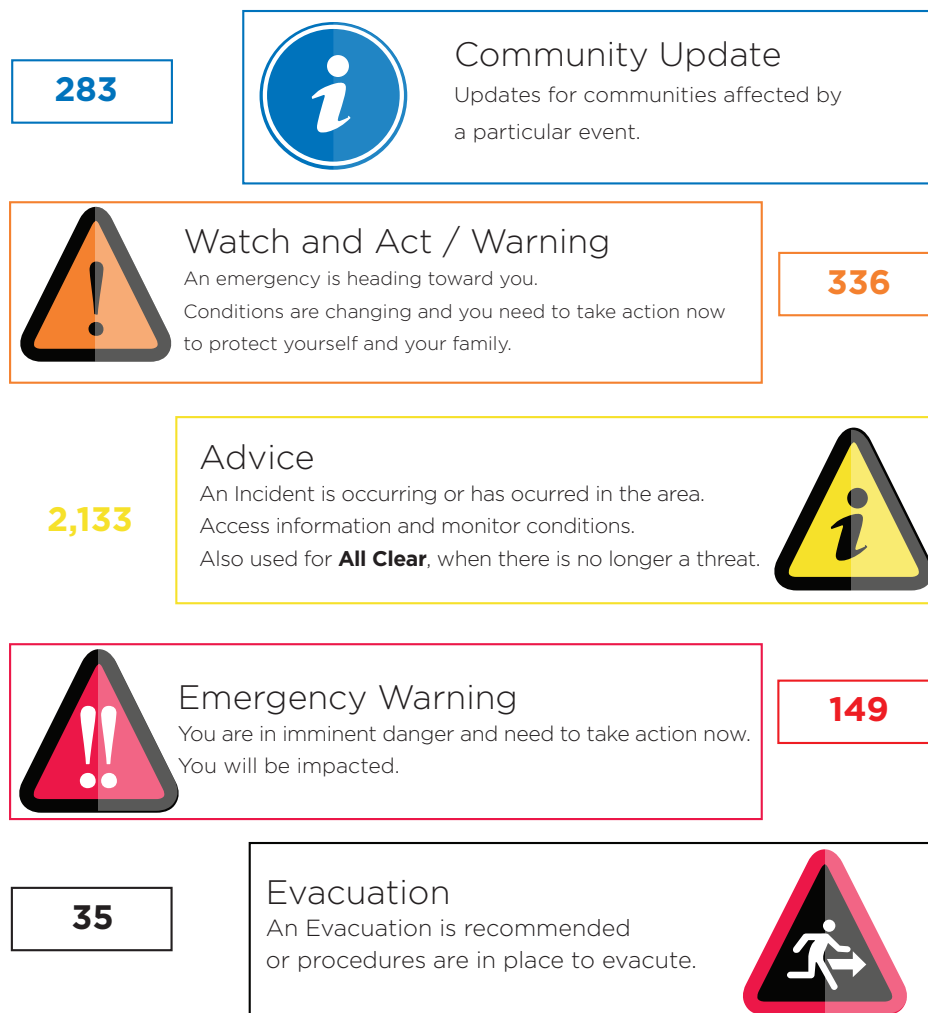 283
Community Update
Updates for communities affected by
a particular event.
Watch and Act / Warning
An emergency is heading toward you.
Conditions are changing and you need to take action now
to protect yourself and your family.
336
2,133
Advice
An Incident is occurring or has ocurred in the area.
Access information and monitor conditions.
Also used for All Clear, when there is no longer a threat.
Emergency Warning
You are in imminent danger and need to take action now.
You will be impacted.
149
35
Evacuation
An Evacuation is recommended
or procedures are in place to evacute.